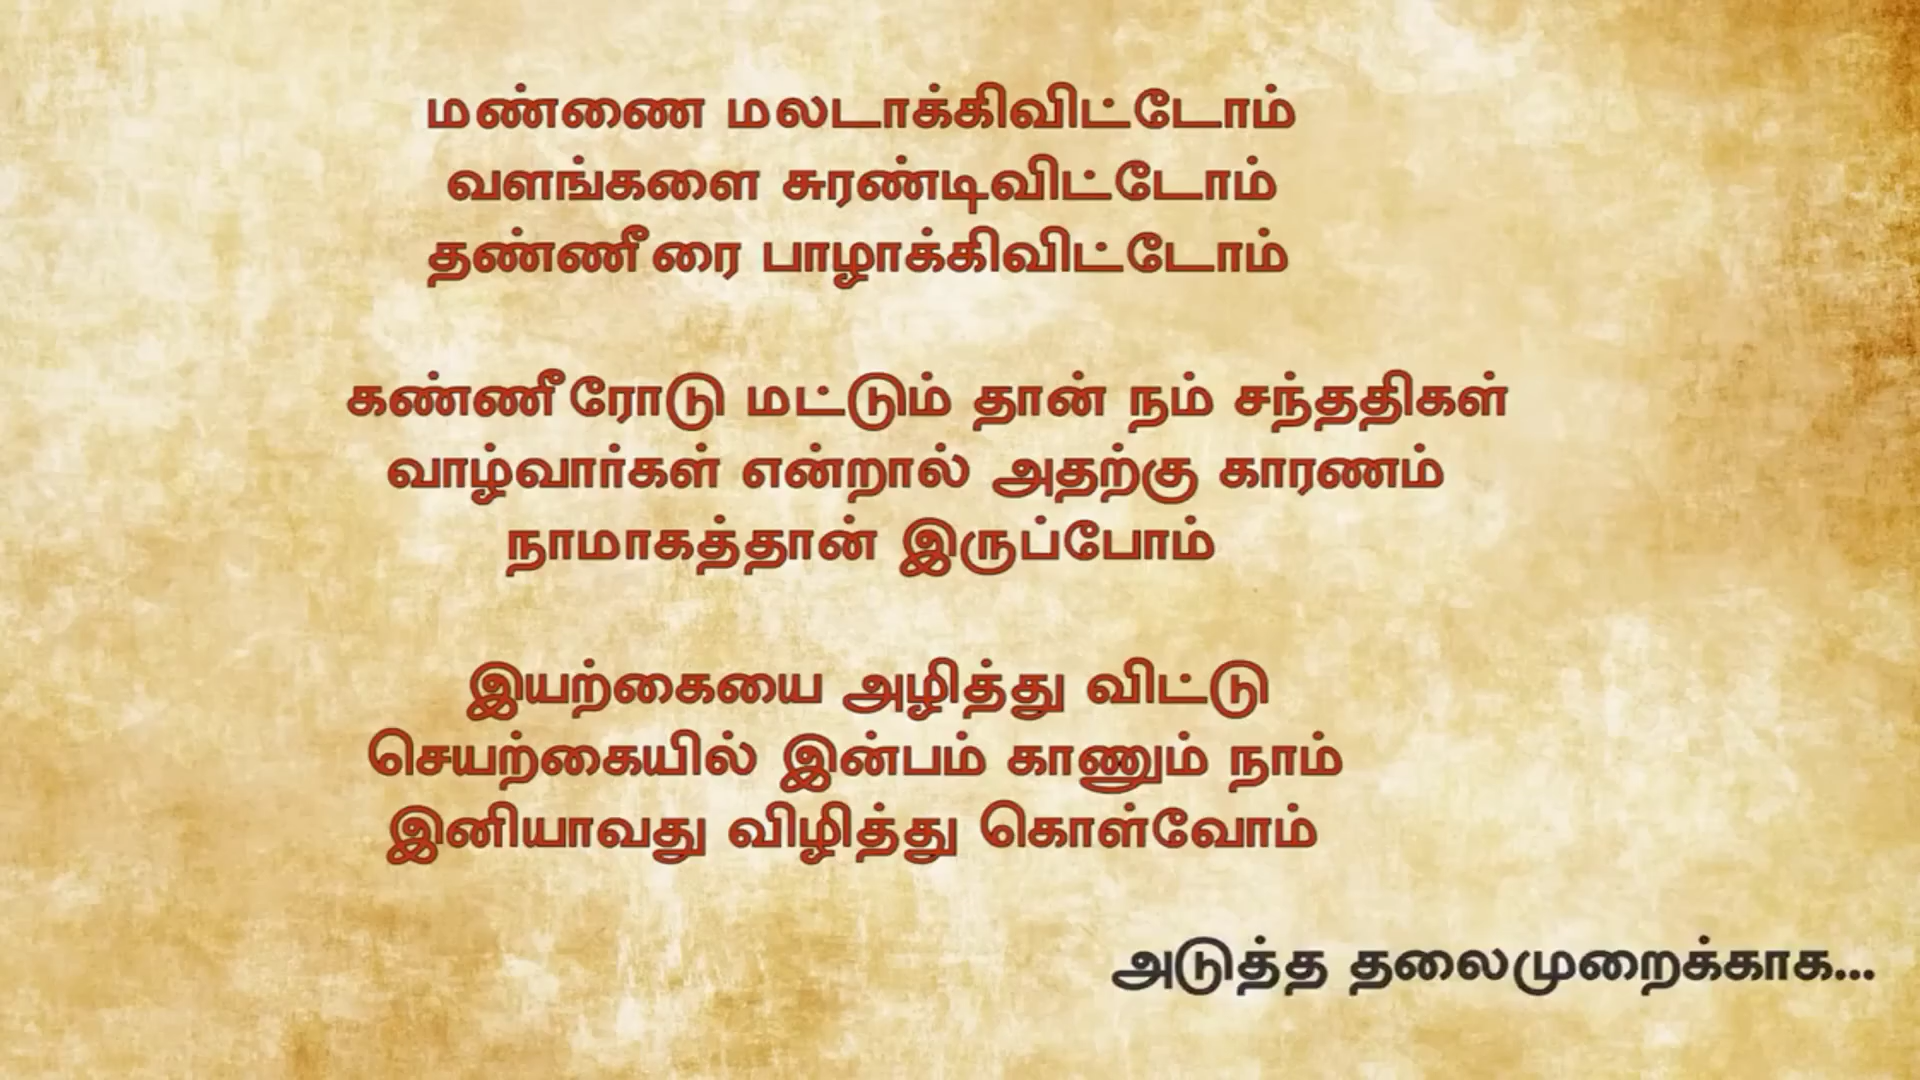 மண்ணை மலடாக்கிவிட்டோம்
வளங்களை சுரண்டிவிட்டோம்
தண்ணீரை பாழாக்கிவிட்டோம்
கண்ணீரோடு மட்டும் தான் நம் சந்ததிகள்
வாழ்வார்கள் என்றால் அதற்கு காரணம்
நாமாகத்தான் இருப்போம்
இயற்கையை அழித்து விட்டு
செயற்கையில் இன்பம் காணும் நாம்
இனியாவது விழித்து கொள்வோம்
அடுத்த தலைமுறைக்காக...